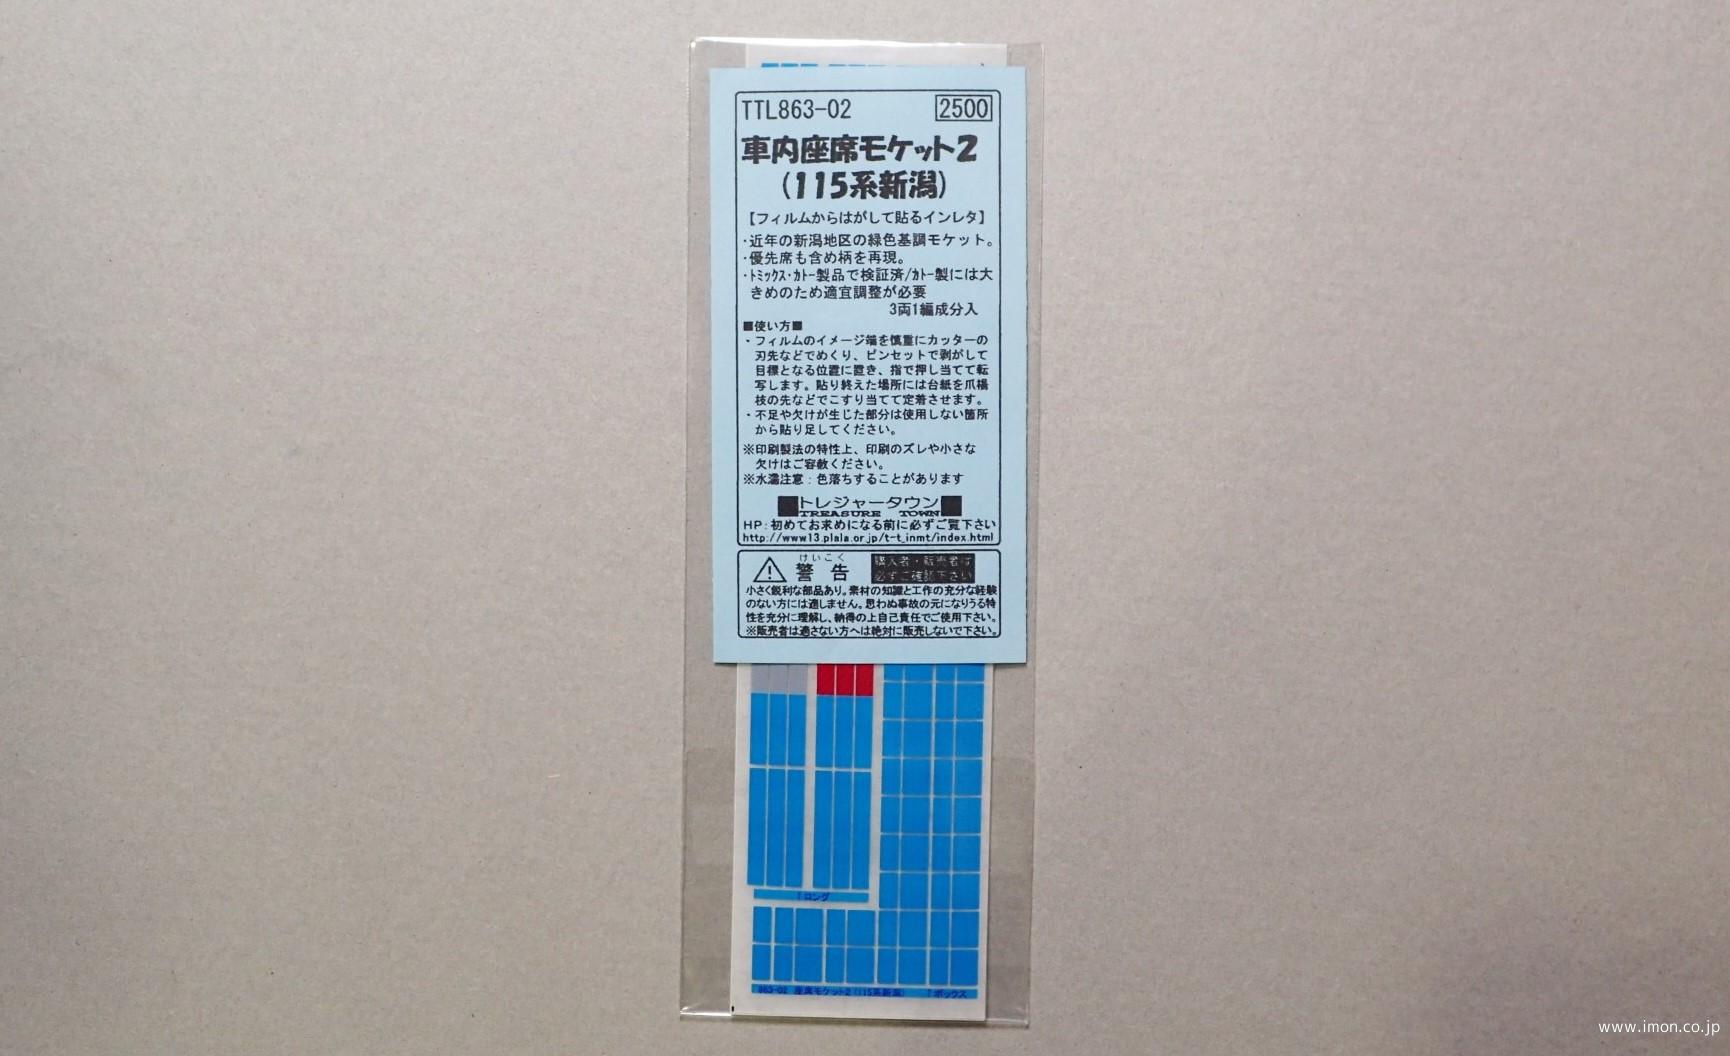 TTL863-02
2500
車内座席モケット2
(115系新潟)
【フィルムからはがして貼るインレタ】
・近年の新潟地区の緑色基調モケット。
・優先席も含め柄を再現。
・トミックス・カトー製品で検証済/カトー製には大
きめのため適宜調整が必要
3両1編成分入
■使い方■
・フィルムのイメージ端を慎重にカッターの
刃先などでめくり、ピンセットで剥がして
目標となる位置に置き、指で押し当てて転
写します。貼り終えた場所には台紙を爪楊
枝の先などでこすり当てて定着させます。
・不足や欠けが生じた部分は使用しない箇所
から貼り足してください。
※印刷製法の特性上、印刷のズレや小さな
欠けはご容赦ください。
※水濡注意：色落ちすることがあります
■トレジャータウン■
TREASURE TOWN
HP:初めてお求めになる前に必ずご覧下さい
http://www13.plala.or.jp/t-t_inmt/index.html
けいこく
警告
購入者・販売者は
必ずご確認下さい
小さく鋭利な部品あり。素材の知識と工作の充分な経験
のない方には適しません。思わぬ事故の元になりうる特
性を充分に理解し、納得の上自己責任でご使用下さい。
※販売者は適さない方へは絶対に販売しないで下さい。
↑ロング
863-02 座席モケット2(115系新潟) ↑ボックス
www.imon.co.jp